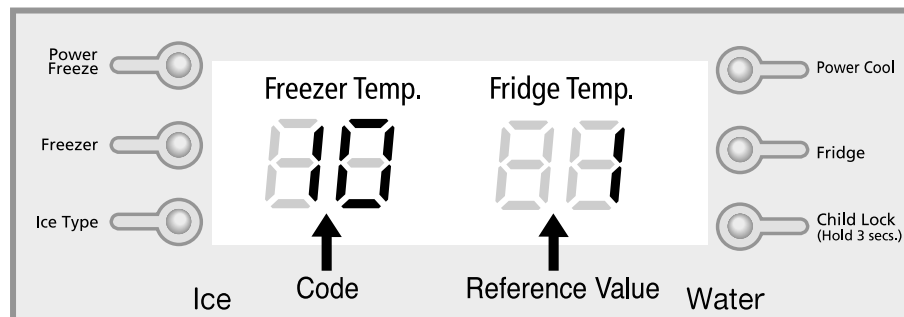 Power
Freeze
Freezer
Ice Type
Freezer Temp.
Fridge Temp.
10
1
Code
Reference Value
Ice
Water
Power Cool
Fridge
Child Lock
(Hold 3 secs.)